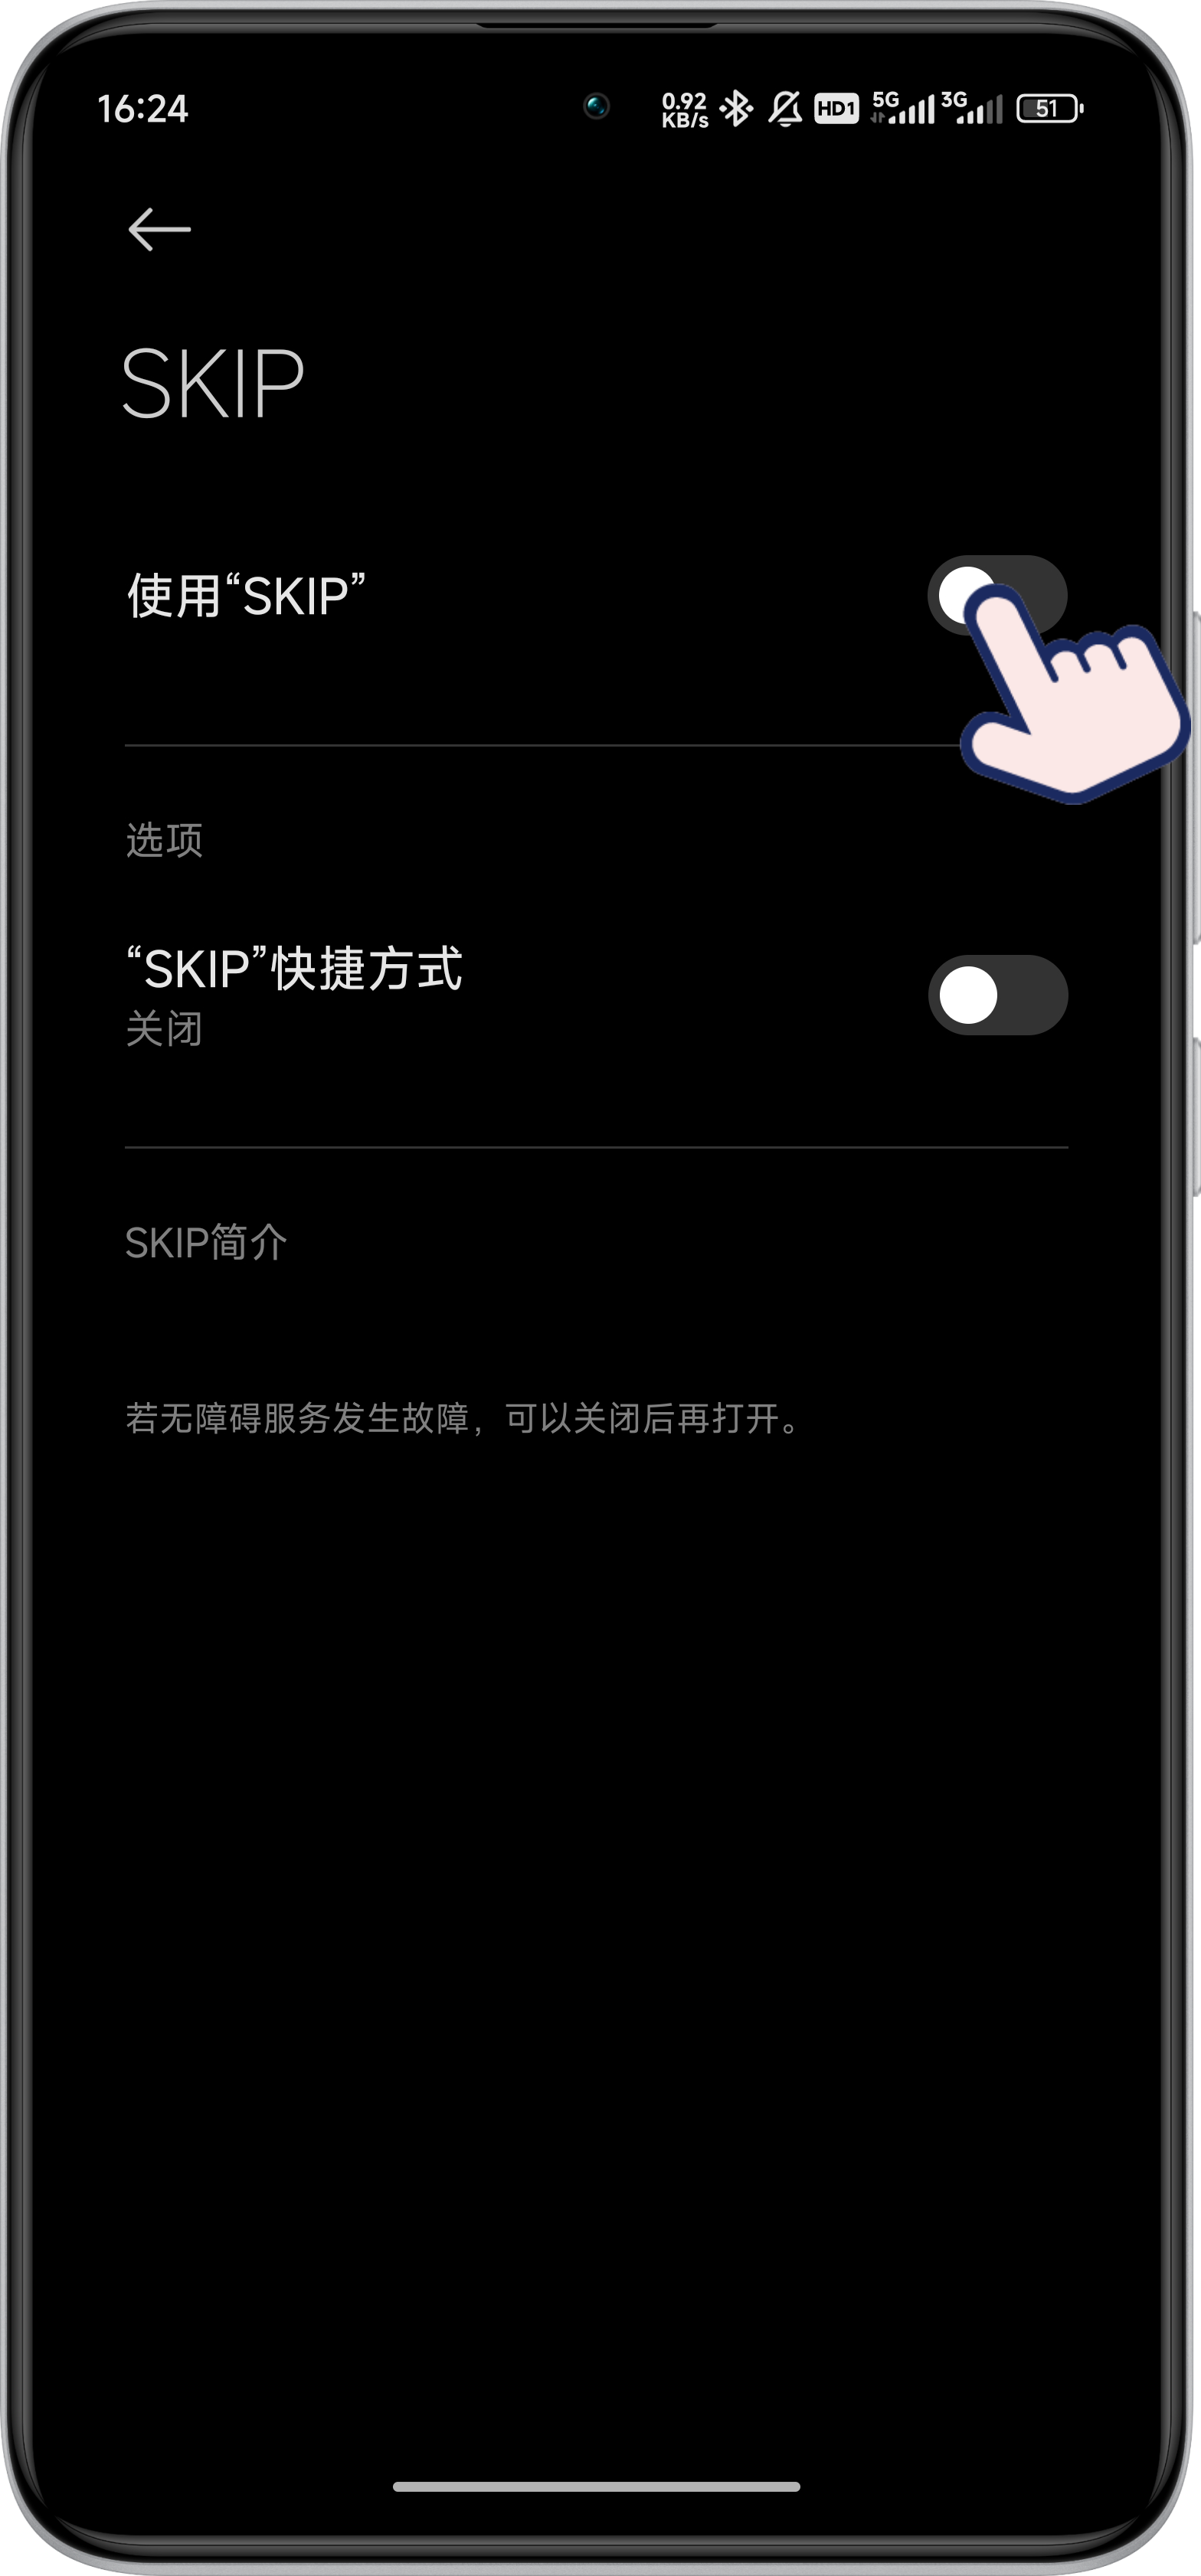 16:24
0.92
KB/s
HD1
5G
3G
51
SKIP
使用“SKIP”
选项
“SKIP”快捷方式
关闭
SKIP简介
若无障碍服务发生故障，可以关闭后再打开。